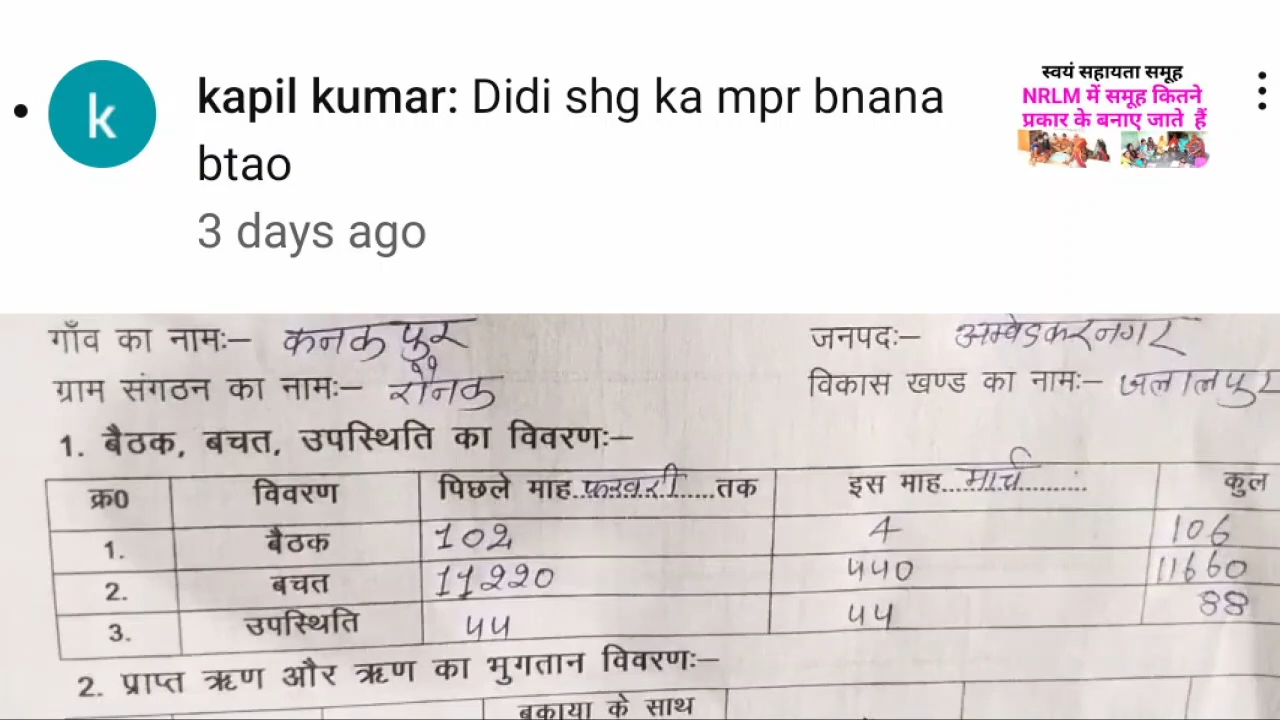 kapil kumar: Didi shg ka mpr bnana
btao
3 days ago
k
स्वयं सहायता समूह
NRLM में समूह कितने
प्रकार के बनाए जाते हैं
गाँव का नामः– कनकपुर जनपदः– अम्बेडकरनगर
ग्राम संगठन का नामः– रौनक विकास खण्ड का नामः– जलालपुर
1. बैठक, बचत, उपस्थिति का विवरणः–
क्र0 विवरण पिछले माह..फरवरी......तक इस माह...मार्च.......... कुल
1. बैठक 102 4 106
2. बचत 11220 440 11660
3. उपस्थिति 44 44 88
2. प्राप्त ऋण और ऋण का भुगतान विवरणः–
बकाया के साथ